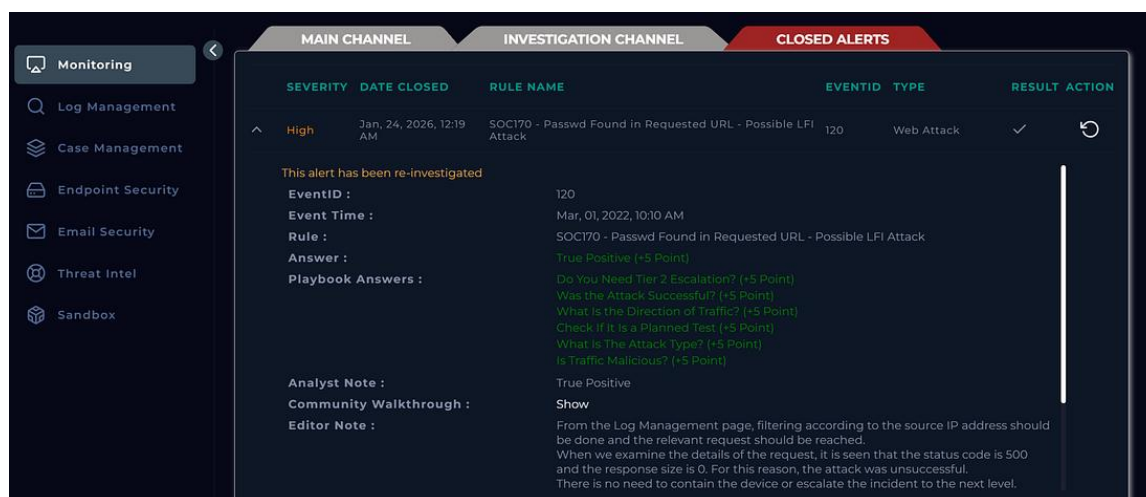 MAIN CHANNEL INVESTIGATION CHANNEL CLOSED ALERTS
Monitoring
Log Management
Case Management
Endpoint Security
Email Security
Threat Intel
Sandbox
SEVERITY DATE CLOSED RULE NAME EVENTID TYPE RESULT ACTION
High Jan, 24, 2026, 12:19 AM SOC170 - Passwd Found in Requested URL - Possible LFI Attack 120 Web Attack
This alert has been re-investigated
EventID : 120
Event Time : Mar, 01, 2022, 10:10 AM
Rule : SOC170 - Passwd Found in Requested URL - Possible LFI Attack
Answer : True Positive (+5 Point)
Playbook Answers : Do You Need Tier 2 Escalation? (+5 Point)
Was the Attack Successful? (+5 Point)
What Is the Direction of Traffic? (+5 Point)
Check If It Is a Planned Test (+5 Point)
What Is The Attack Type? (+5 Point)
Is Traffic Malicious? (+5 Point)
Analyst Note : True Positive
Community Walkthrough : Show
Editor Note : From the Log Management page, filtering according to the source IP address should
be done and the relevant request should be reached.
When we examine the details of the request, it is seen that the status code is 500
and the response size is 0. For this reason, the attack was unsuccessful.
There is no need to contain the device or escalate the incident to the next level.